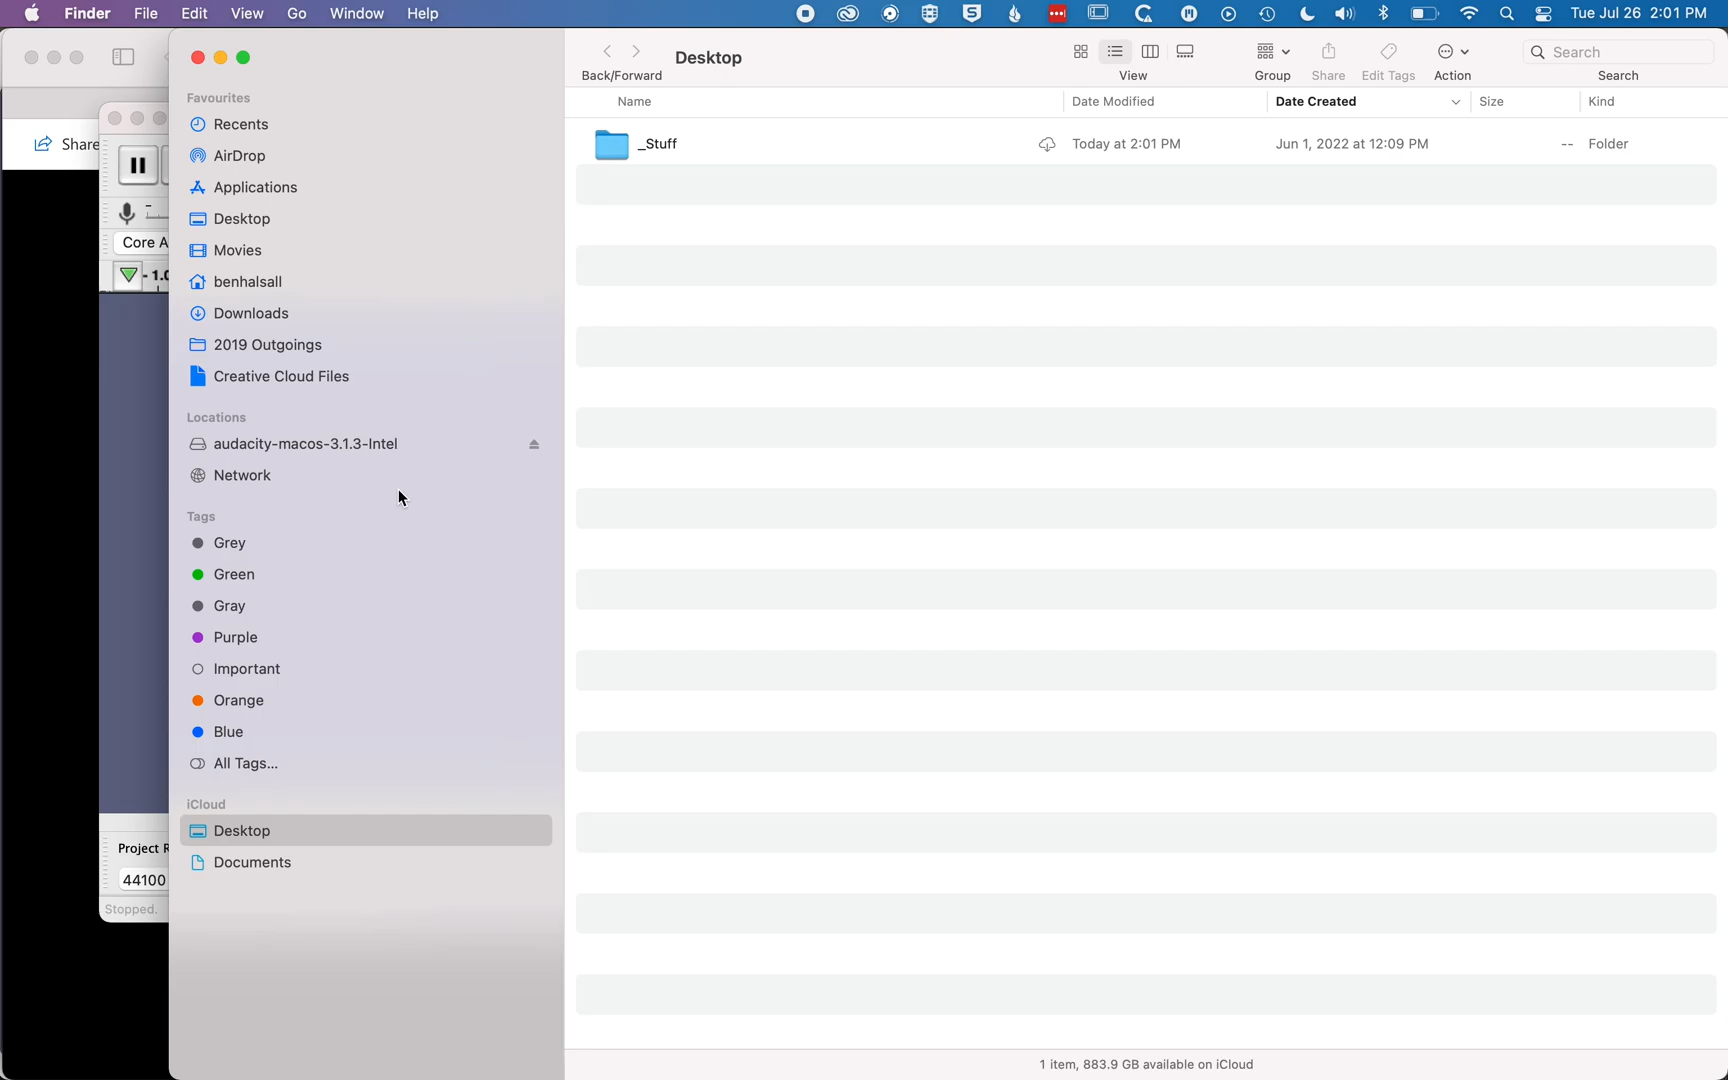 Finder File Edit View Go Window Help
Tue Jul 26 2:01 PM
Share
Core A
- 1.0
Project R
44100
Stopped.
Favourites
Recents
AirDrop
Applications
Desktop
Movies
benhalsall
Downloads
2019 Outgoings
Creative Cloud Files
Locations
audacity-macos-3.1.3-Intel
Network
Tags
Grey
Green
Gray
Purple
Important
Orange
Blue
All Tags...
iCloud
Desktop
Documents
Back/Forward
Desktop
View
Group
Share
Edit Tags
Action
Search
Search
Name Date Modified Date Created Size Kind
_Stuff Today at 2:01 PM Jun 1, 2022 at 12:09 PM -- Folder
1 item, 883.9 GB available on iCloud